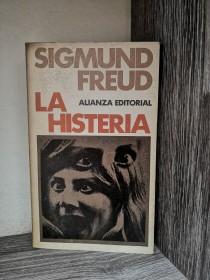 SIGMUND
FREUD
LA ALIANZA EDITORIAL
HISTERIA